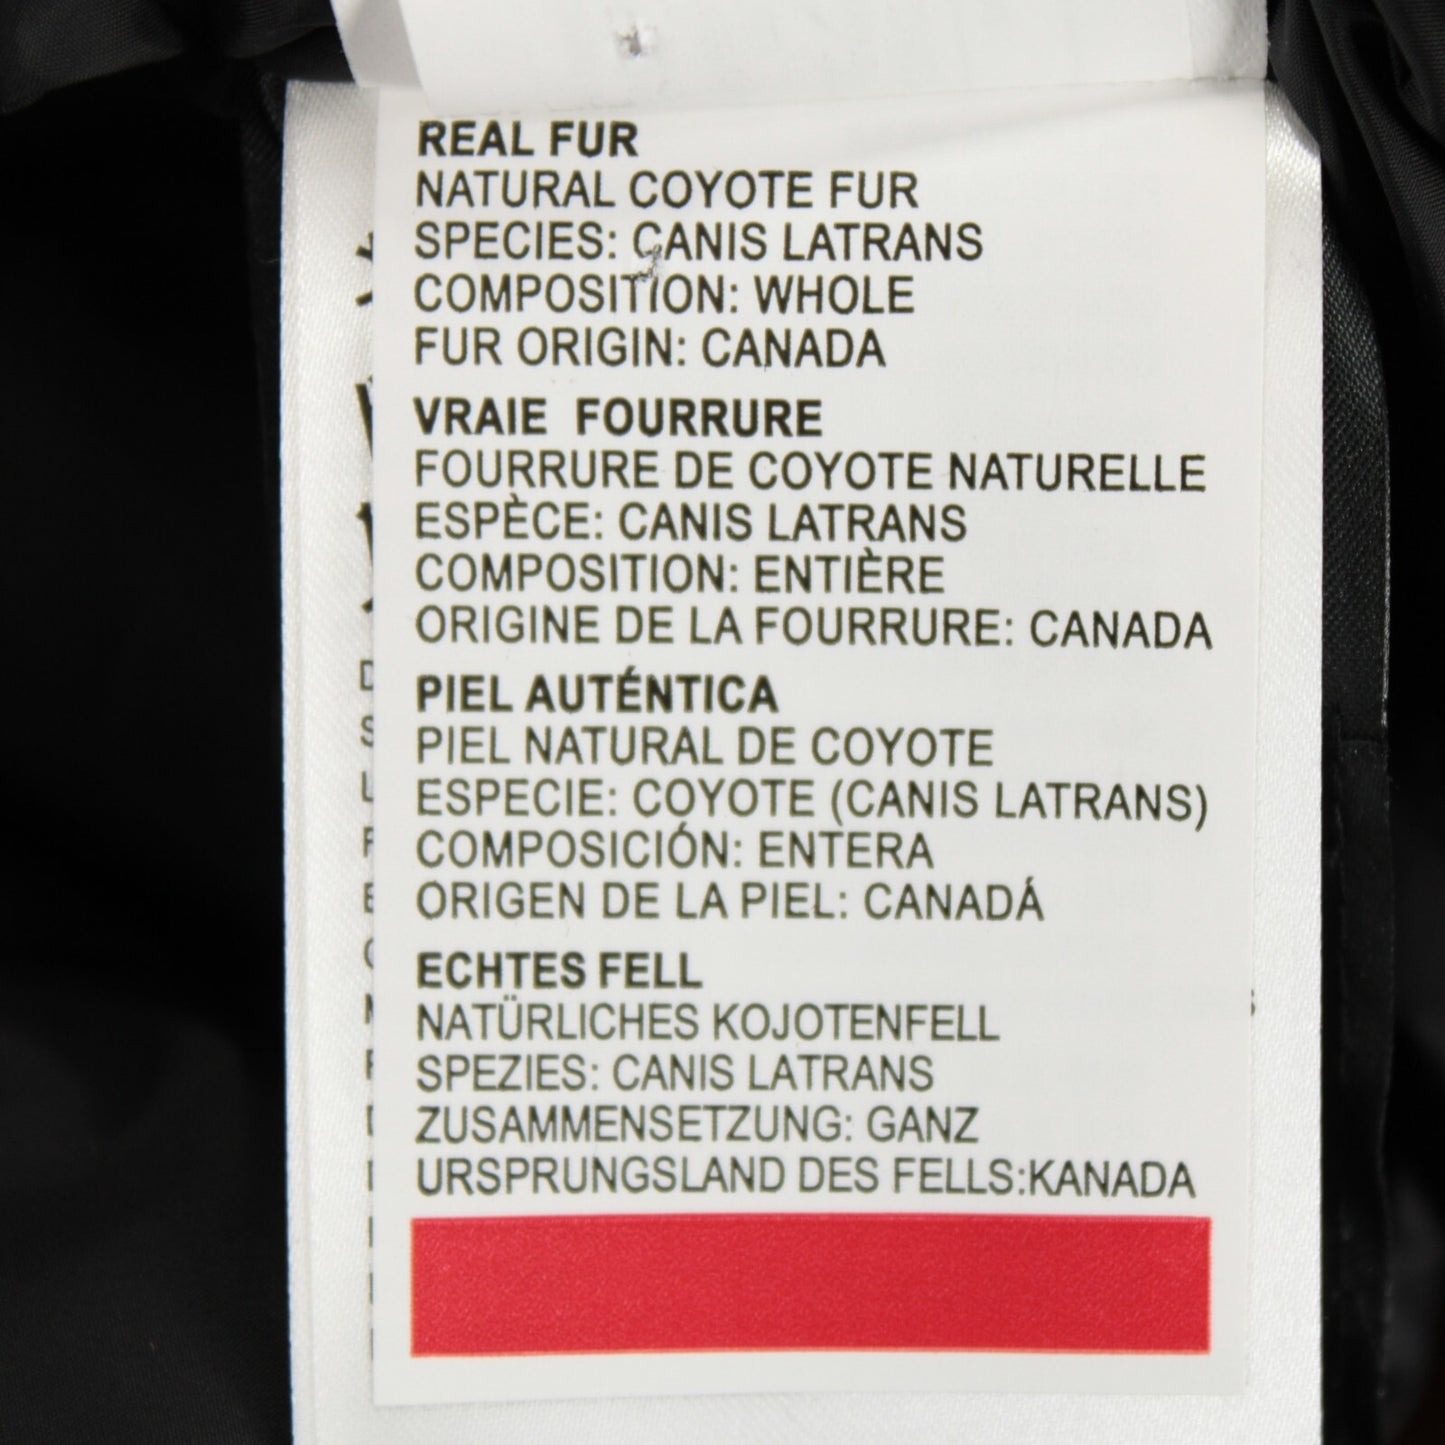 REAL FUR
NATURAL COYOTE FUR
SPECIES: CANIS LATRANS
COMPOSITION: WHOLE
FUR ORIGIN: CANADA
VRAIE FOURRURE
FOURRURE DE COYOTE NATURELLE
ESPÈCE: CANIS LATRANS
COMPOSITION: ENTIÈRE
ORIGINE DE LA FOURRURE: CANADA
PIEL AUTÉNTICA
PIEL NATURAL DE COYOTE
ESPECIE: COYOTE (CANIS LATRANS)
COMPOSICIÓN: ENTERA
ORIGEN DE LA PIEL: CANADÁ
ECHTES FELL
NATÜRLICHES KOJOTENFELL
SPEZIES: CANIS LATRANS
ZUSAMMENSETZUNG: GANZ
URSPRUNGSLAND DES FELLS:KANADA